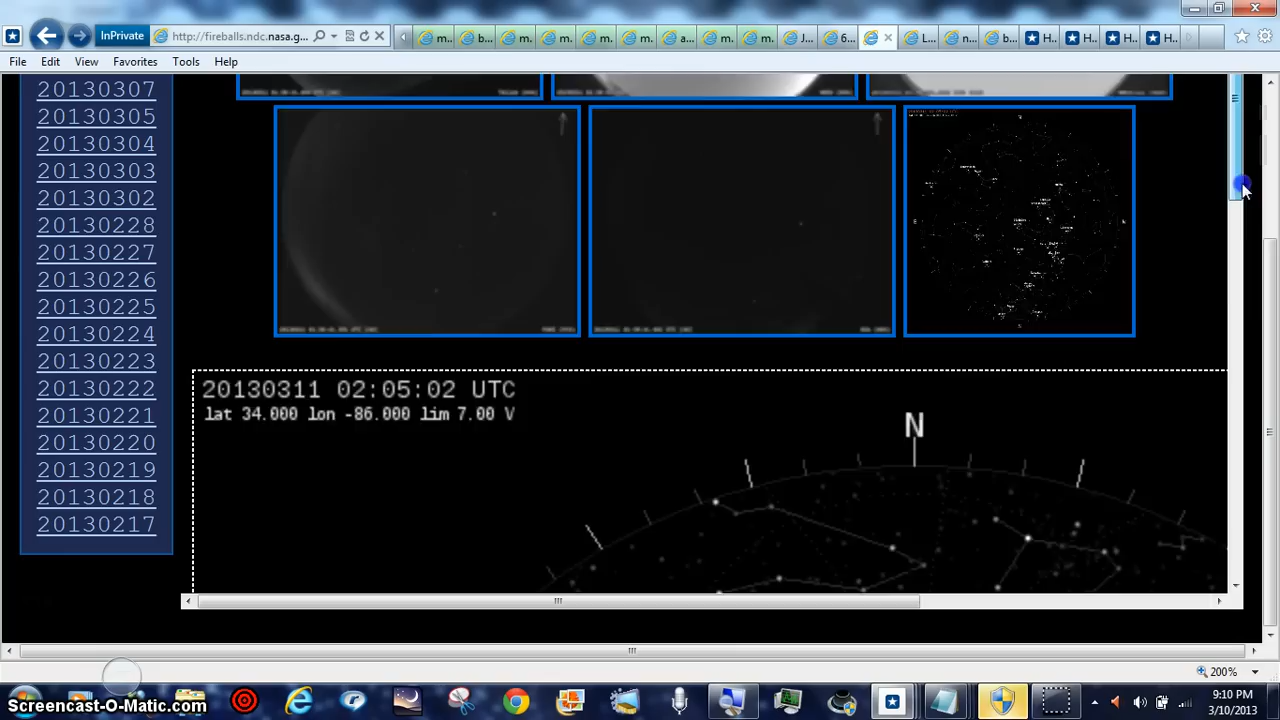 InPrivate
http://fireballs.ndc.nasa.g...
m...
b...
m...
m...
m...
m...
a...
m...
m...
J...
6...
L...
n...
b...
H...
H...
H...
H...
File Edit View Favorites Tools Help
20130307
20130305
20130304
20130303
20130302
20130228
20130227
20130226
20130225
20130224
20130223
20130222
20130221
20130220
20130219
20130218
20130217
20130311 02:05:02 UTC
lat 34.000 lon -86.000 lim 7.00 V
N
200%
Screencast-O-Matic.com
9:10 PM
3/10/2013